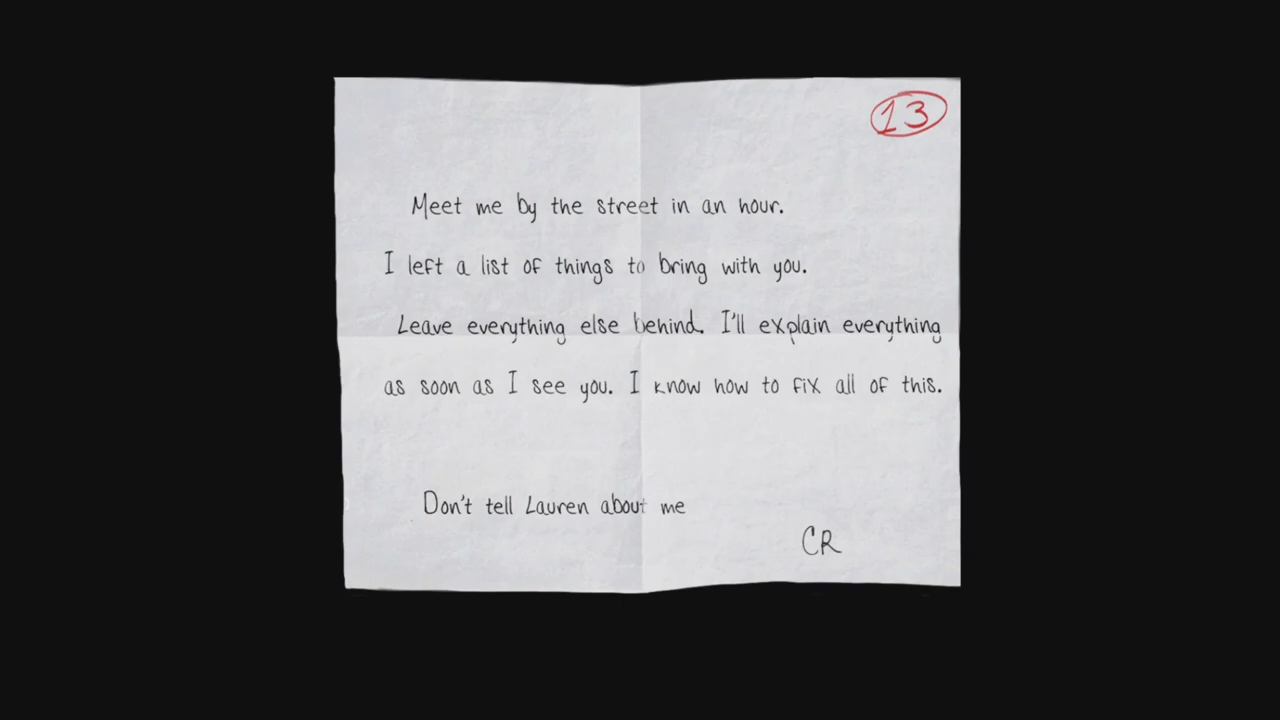 13
Meet me by the street in an hour.
I left a list of things to bring with you.
Leave everything else behind. I'll explain everything
as soon as I see you. I know how to fix all of this.
Don't tell Lauren about me
CR